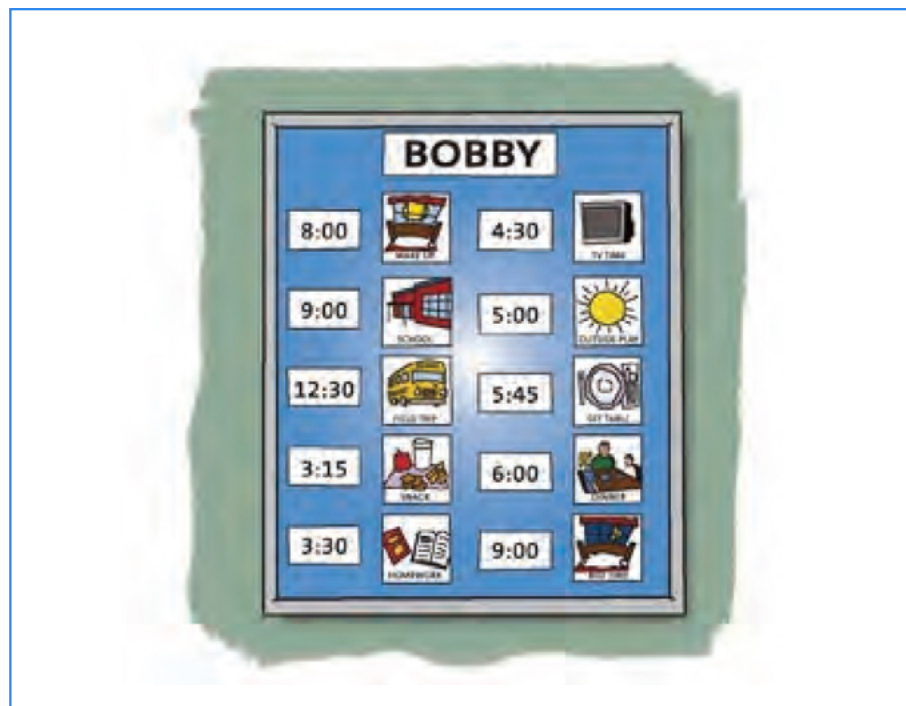 BOBBY
8:00
WAKE UP
9:00
SCHOOL
12:30
FIELD TRIP
3:15
SNACK
3:30
HOMEWORK
4:30
TV TIME
5:00
OUTSIDE PLAY
5:45
SET TABLE
6:00
DINNER
9:00
BED TIME